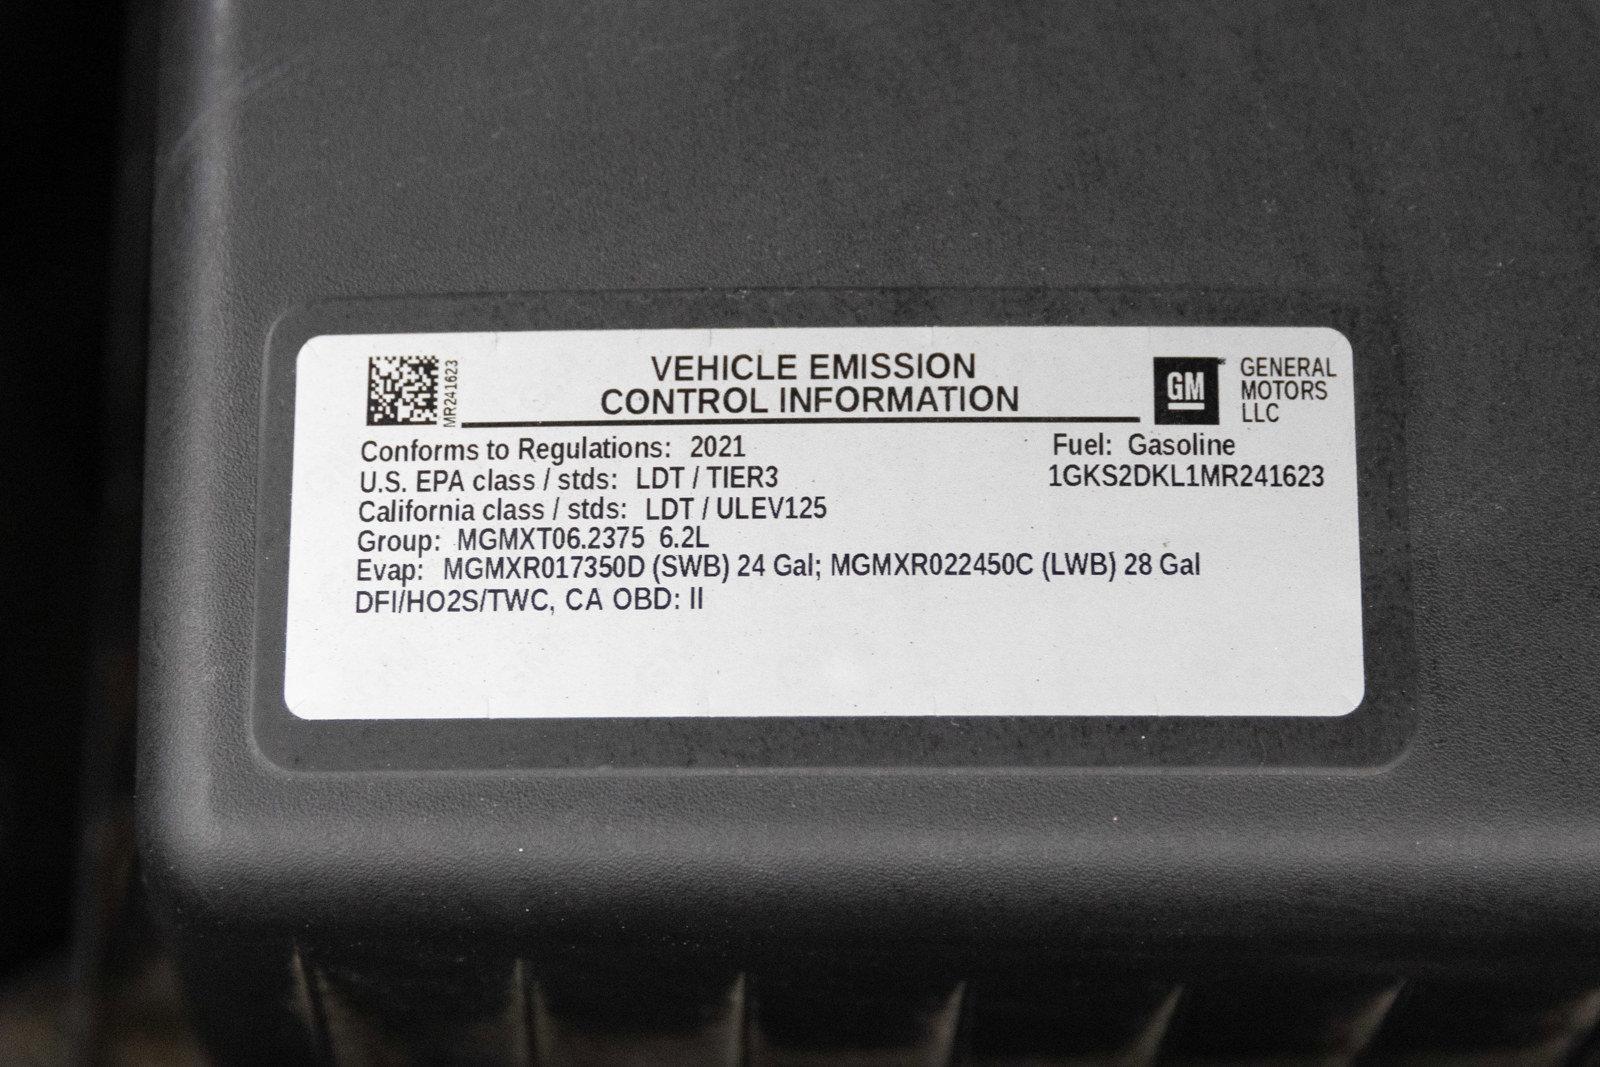 MR241623
VEHICLE EMISSION
CONTROL INFORMATION
GM
GENERAL
MOTORS
LLC
Conforms to Regulations: 2021
Fuel: Gasoline
U.S. EPA class / stds: LDT / TIER3
1GKS2DKL1MR241623
California class / stds: LDT / ULEV125
Group: MGMXT06.2375 6.2L
Evap: MGMXR017350D (SWB) 24 Gal; MGMXR022450C (LWB) 28 Gal
DFI/HO2S/TWC, CA OBD: II